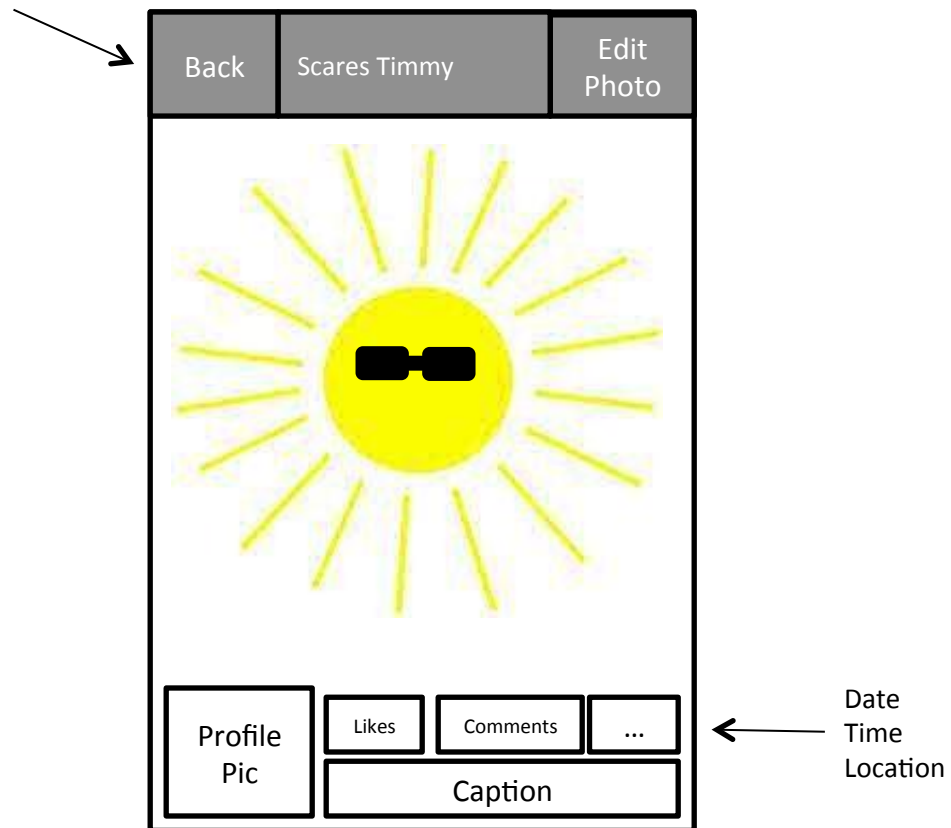 Back
Scares Timmy
Edit
Photo
Profile
Pic
Likes
Comments
...
Caption
Date
Time
Location